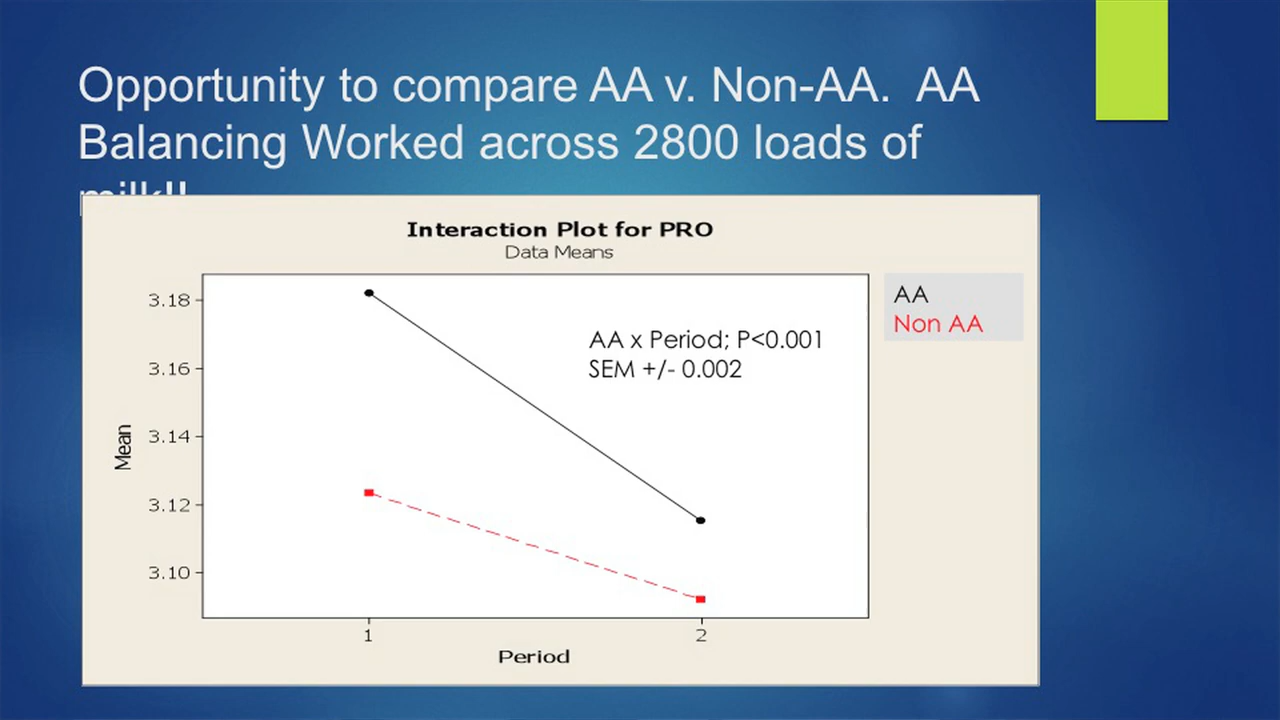 Opportunity to compare AA v. Non-AA.  AA
Balancing Worked across 2800 loads of
milk!!
Interaction Plot for PRO
Data Means
AA
Non AA
AA x Period; P<0.001
SEM +/- 0.002
3.18
3.16
3.14
3.12
3.10
Mean
1
2
Period